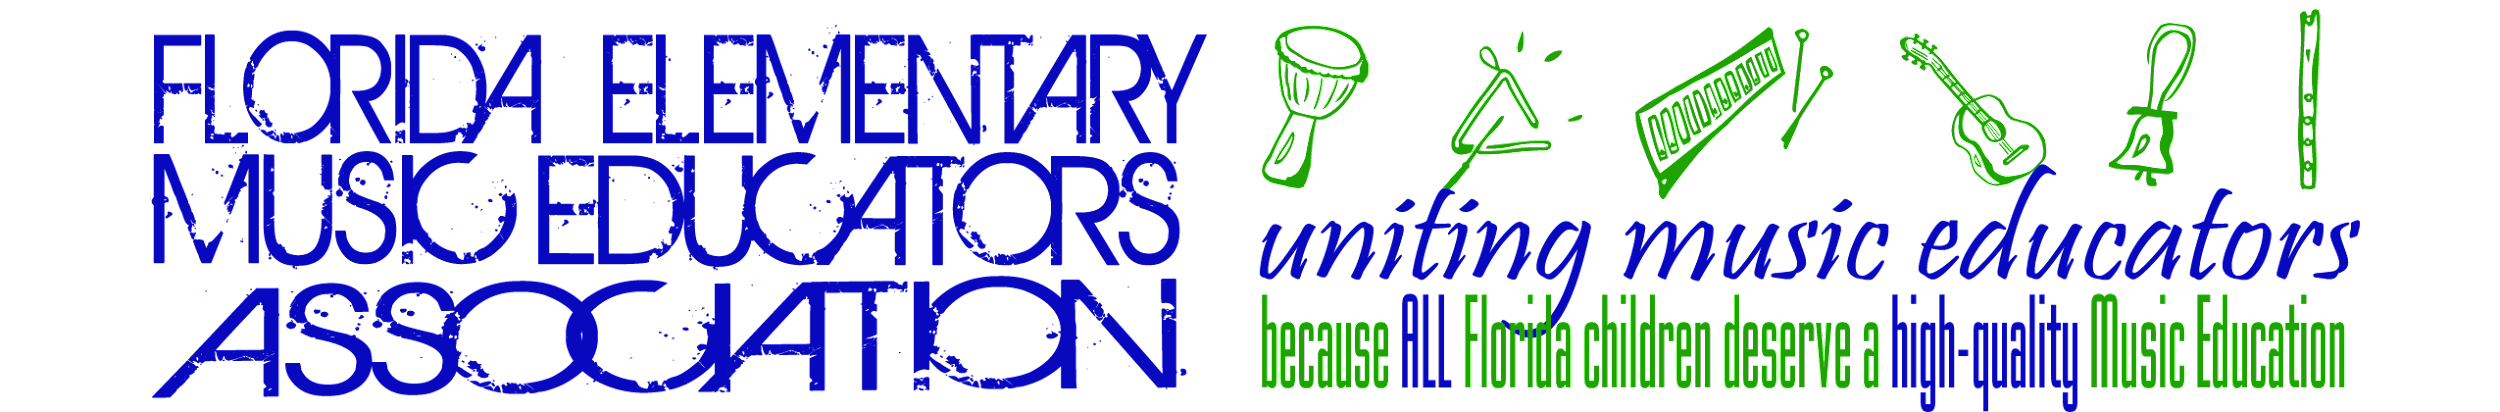 FLORIDA ELEMENTARY
MUSIC EDUCATORS
ASSOCIATION.
uniting music educators
because ALL Florida children deserve a high-quality Music Education